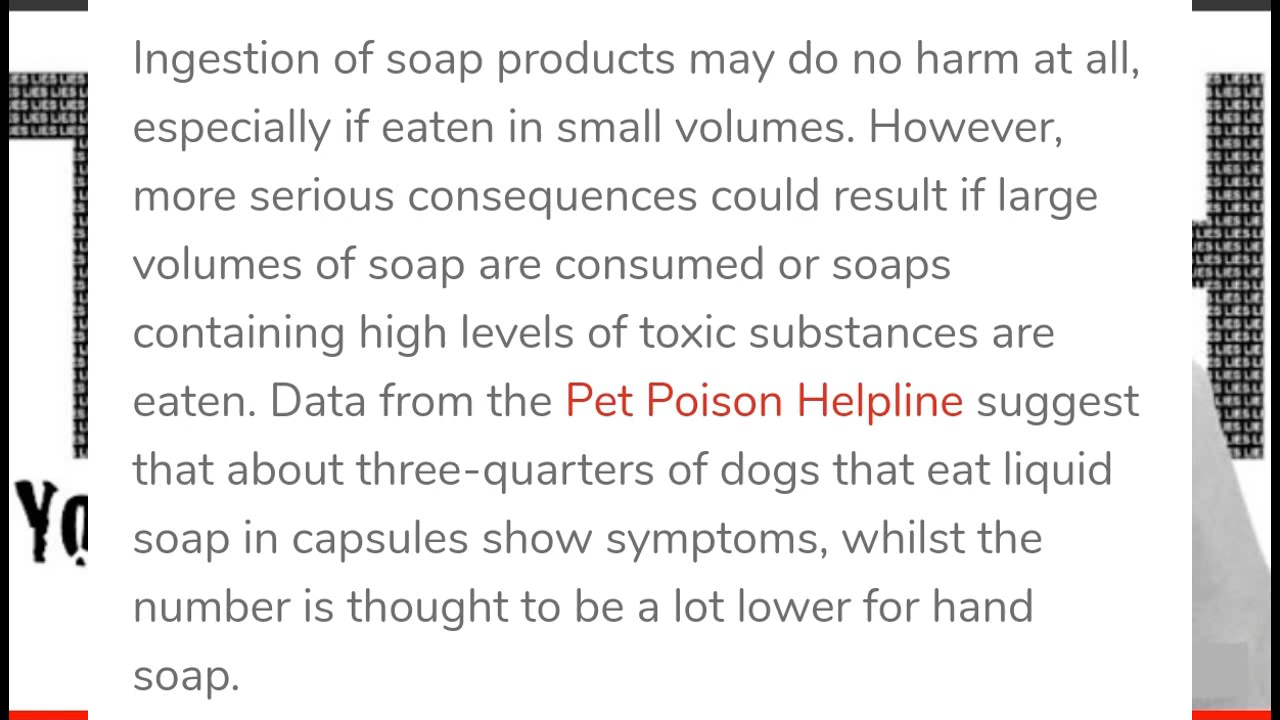 Ingestion of soap products may do no harm at all,
especially if eaten in small volumes. However,
more serious consequences could result if large
volumes of soap are consumed or soaps
containing high levels of toxic substances are
eaten. Data from the Pet Poison Helpline suggest
that about three-quarters of dogs that eat liquid
soap in capsules show symptoms, whilst the
number is thought to be a lot lower for hand
soap.